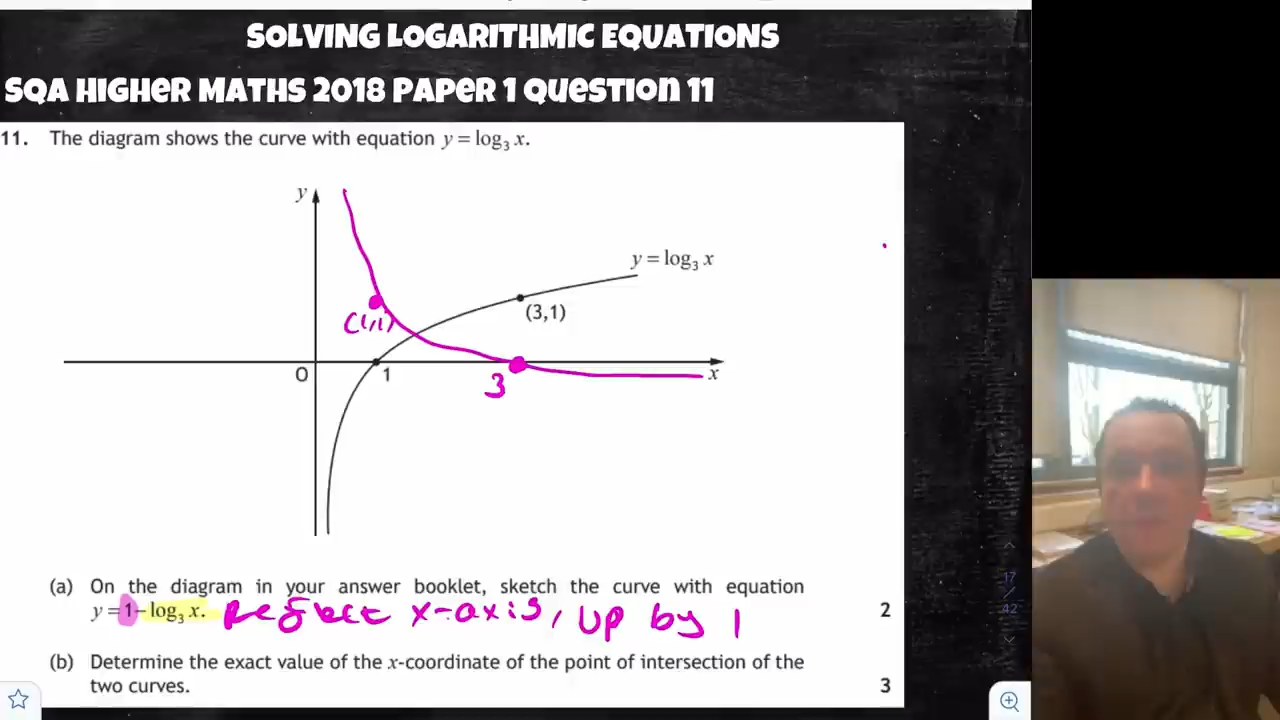 SOLVING LOGARITHMIC EQUATIONS
SQA HIGHER MATHS 2018 PAPER 1 QUESTION 11
11. The diagram shows the curve with equation y = log₃ x.
y
y = log₃ x
(3,1)
(1,1)
O
1
3
x
(a) On the diagram in your answer booklet, sketch the curve with equation
y = 1 − log₃ x. Reflect x-axis, up by 1
2
(b) Determine the exact value of the x-coordinate of the point of intersection of the
two curves.
3
17
/
42